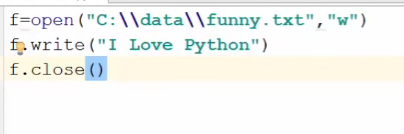 f=open("C:\\data\\funny.txt","w")
f.write("I Love Python")
f.close()